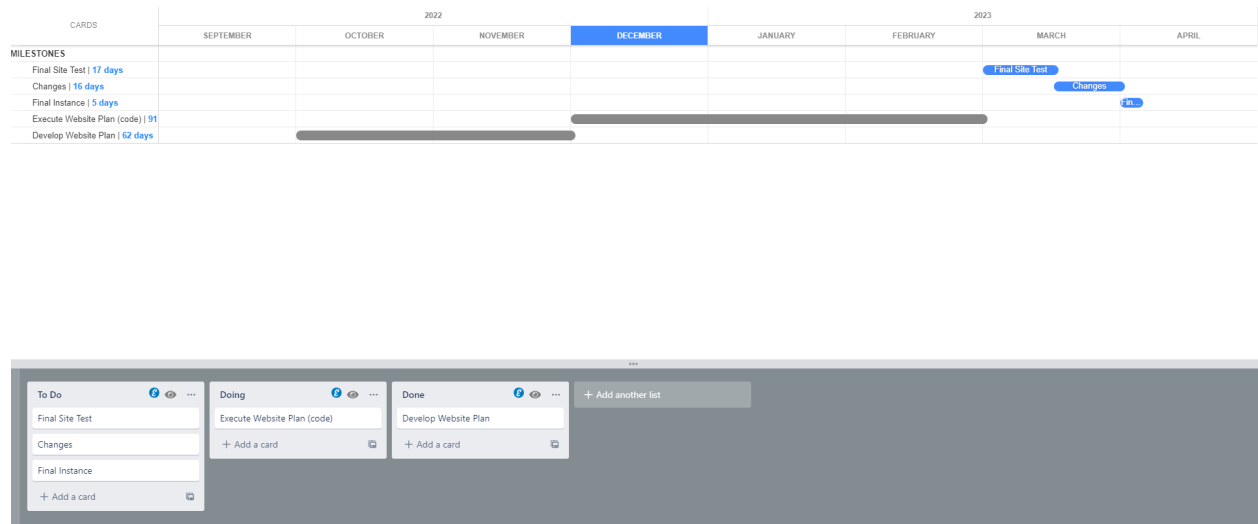 CARDS
2022
2023
SEPTEMBER
OCTOBER
NOVEMBER
DECEMBER
JANUARY
FEBRUARY
MARCH
APRIL
MILESTONES
Final Site Test | 17 days
Final Site Test
Changes | 16 days
Changes
Final Instance | 5 days
Fin...
Execute Website Plan (code) | 91
Develop Website Plan | 62 days
To Do
Final Site Test
Changes
Final Instance
+ Add a card
Doing
Execute Website Plan (code)
+ Add a card
Done
Develop Website Plan
+ Add a card
+ Add another list